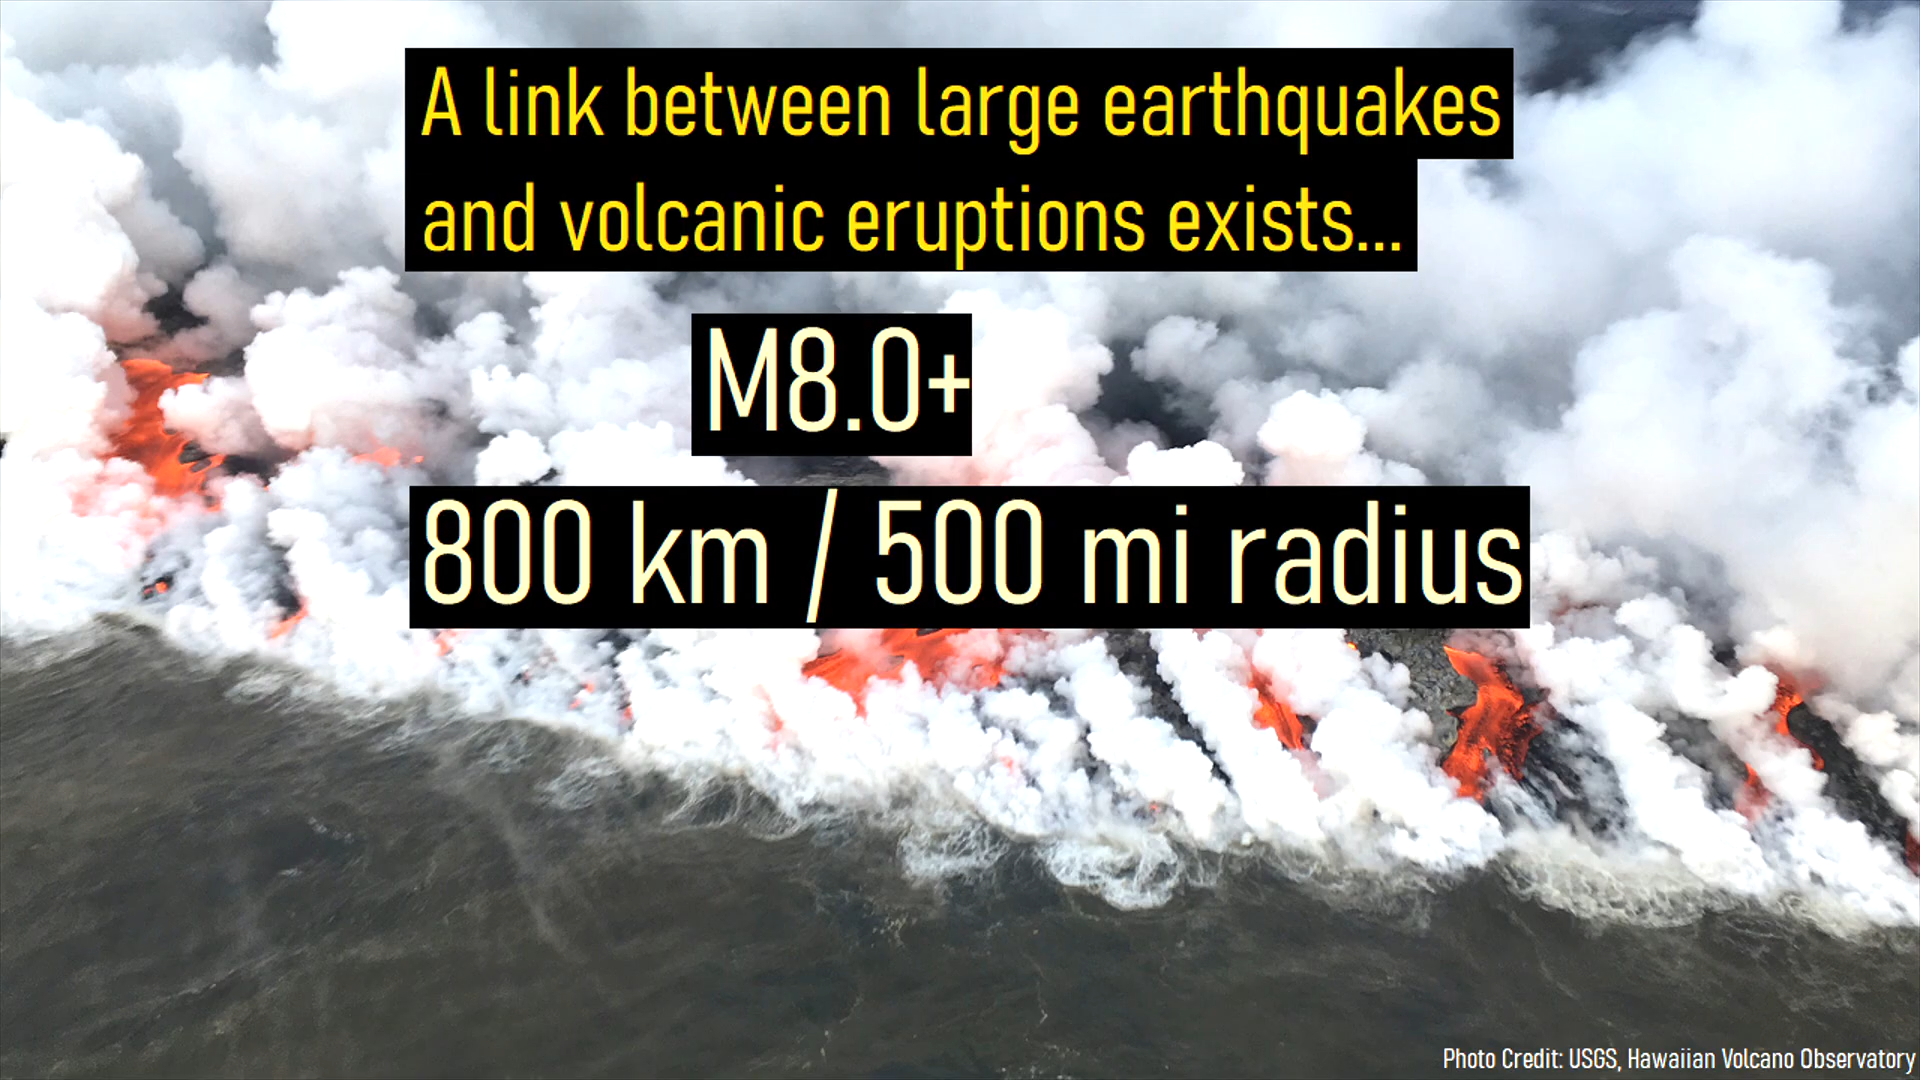 A link between large earthquakes
and volcanic eruptions exists...
M8.0+
800 km / 500 mi radius
Photo Credit: USGS, Hawaiian Volcano Observatory